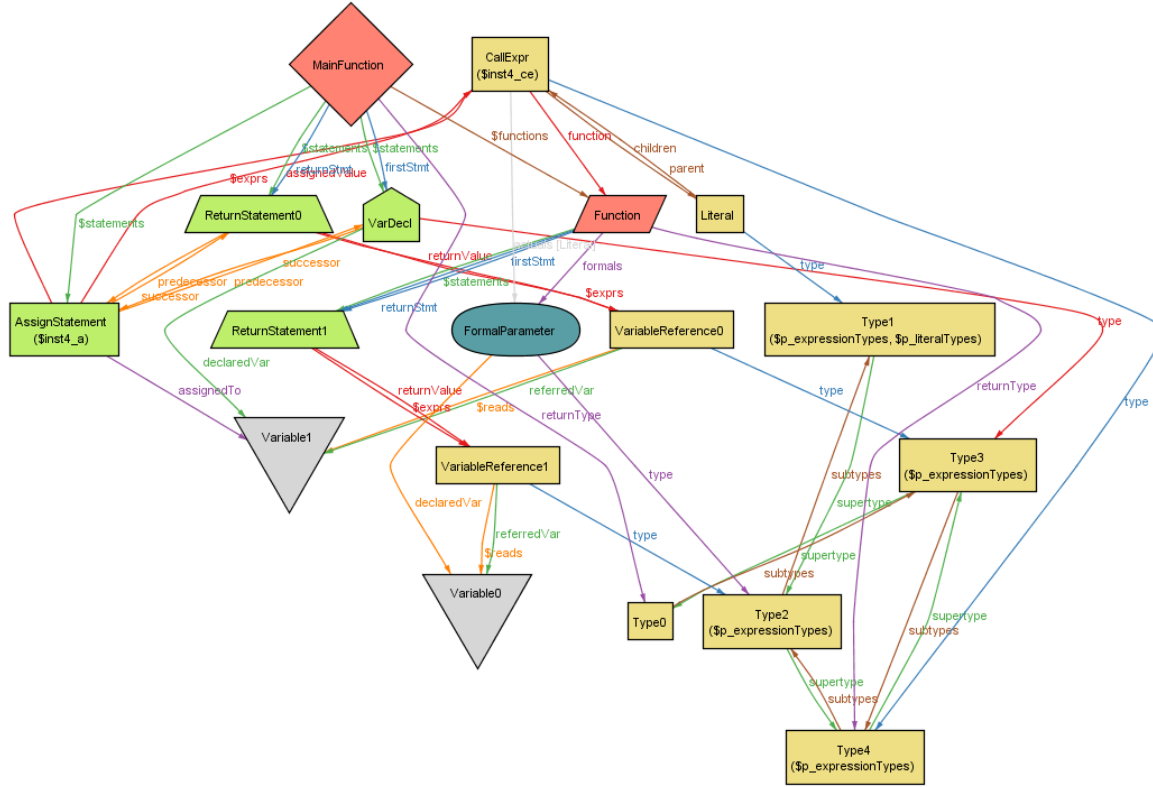 CallExpr
($inst4_ce)
MainFunction
$functions
function
children
parent
$statements
$statements
returnStmt
firstStmt
assignedValue
$exprs
ReturnStatement0
VarDecl
Function
Literal
$statements
actuals [Literal]
firstStmt
formals
returnValue
successor
type
predecessor
predecessor
successor
$statements
$exprs
returnStmt
AssignStatement
($inst4_a)
ReturnStatement1
FormalParameter
VariableReference0
Type1
($p_expressionTypes, $p_literalTypes)
type
type
declaredVar
assignedTo
returnValue
$exprs
$reads
referredVar
type
returnType
returnType
Variable1
VariableReference1
Type3
($p_expressionTypes)
subtypes
supertype
declaredVar
type
type
referredVar
$reads
supertype
subtypes
Variable0
Type0
Type2
($p_expressionTypes)
supertype
subtypes
supertype
subtypes
Type4
($p_expressionTypes)